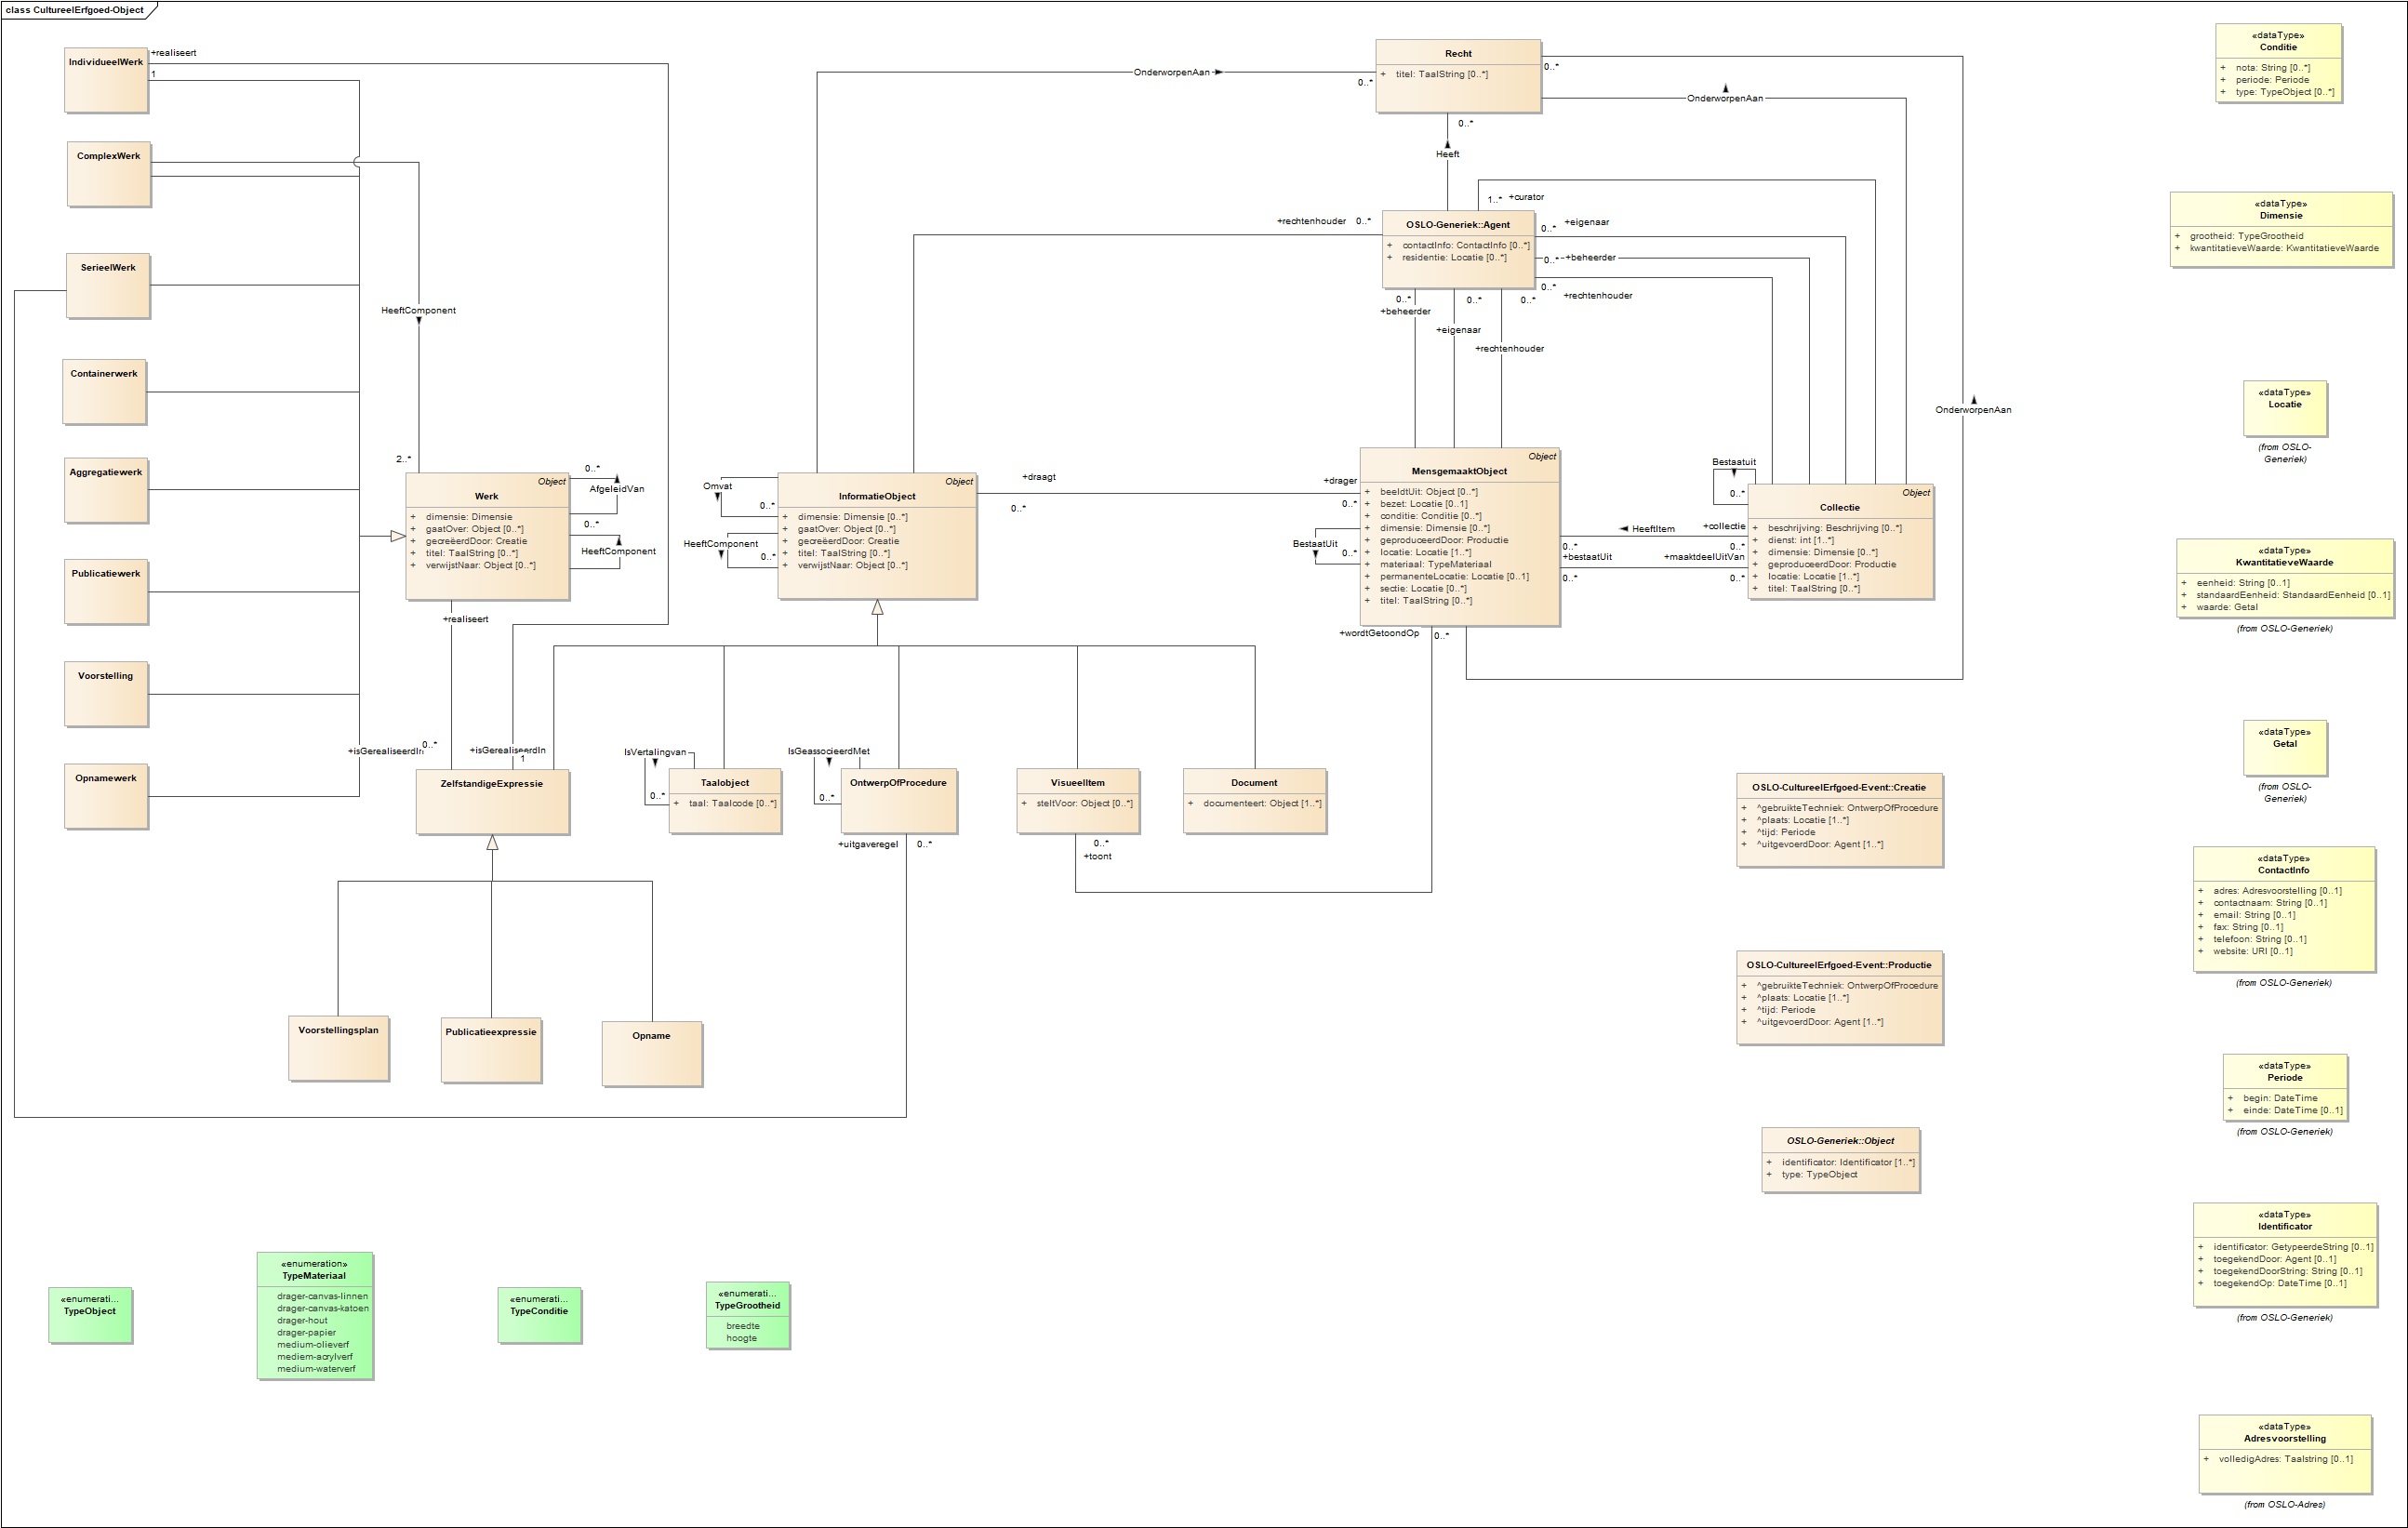 class CultureelErfgoed-Object
IndividueelWerk
+realiseert
1
ComplexWerk
SerieelWerk
Containerwerk
Aggregatiewerk
Publicatiewerk
Voorstelling
Opnamewerk
HeeftComponent
2..*
Object
Werk
+ dimensie: Dimensie
+ gaatOver: Object [0..*]
+ gecreëerdDoor: Creatie
+ titel: TaalString [0..*]
+ verwijstNaar: Object [0..*]
0..*
AfgeleidVan
0..*
HeeftComponent
+realiseert
+isGerealiseerdIn
0..*
+isGerealiseerdIn
1
ZelfstandigeExpressie
Voorstellingsplan
Publicatieexpressie
Opname
OnderworpenAan
0..*
Recht
+ titel: TaalString [0..*]
0..*
OnderworpenAan
0..*
Heeft
1..*
+curator
+rechtenhouder 0..*
OSLO-Generiek::Agent
+ contactInfo: ContactInfo [0..*]
+ residentie: Locatie [0..*]
0..*
+eigenaar
0..*
+beheerder
0..*
+rechtenhouder
0..*
+beheerder
0..*
+eigenaar
0..*
+rechtenhouder
OnderworpenAan
Object
InformatieObject
+ dimensie: Dimensie [0..*]
+ gaatOver: Object [0..*]
+ gecreëerdDoor: Creatie
+ titel: TaalString [0..*]
+ verwijstNaar: Object [0..*]
Omvat
0..*
HeeftComponent
0..*
+draagt
0..*
+drager
0..*
Object
MensgemaaktObject
+ beeldtUit: Object [0..*]
+ bezet: Locatie [0..1]
+ conditie: Conditie [0..*]
+ dimensie: Dimensie [0..*]
+ geproduceerdDoor: Productie
+ locatie: Locatie [1..*]
+ materiaal: TypeMateriaal
+ permanenteLocatie: Locatie [0..1]
+ sectie: Locatie [0..*]
+ titel: TaalString [0..*]
BestaatUit
0..*
Bestaatuit
0..*
Object
Collectie
+ beschrijving: Beschrijving [0..*]
+ dienst: int [1..*]
+ dimensie: Dimensie [0..*]
+ geproduceerdDoor: Productie
+ locatie: Locatie [1..*]
+ titel: TaalString [0..*]
HeeftItem
+collectie
0..*
0..*
+bestaatUit
+maaktdeelUitVan
0..*
0..*
+wordtGetoondOp
0..*
IsVertalingvan
0..*
Taalobject
+ taal: Taalcode [0..*]
IsGeassocieerdMet
0..*
OntwerpOfProcedure
+uitgaveregel
0..*
VisueelItem
+ steltVoor: Object [0..*]
0..*
+toont
Document
+ documenteert: Object [1..*]
OSLO-CultureelErfgoed-Event::Creatie
+ ^gebruikteTechniek: OntwerpOfProcedure
+ ^plaats: Locatie [1..*]
+ ^tijd: Periode
+ ^uitgevoerdDoor: Agent [1..*]
OSLO-CultureelErfgoed-Event::Productie
+ ^gebruikteTechniek: OntwerpOfProcedure
+ ^plaats: Locatie [1..*]
+ ^tijd: Periode
+ ^uitgevoerdDoor: Agent [1..*]
OSLO-Generiek::Object
+ identificator: Identificator [1..*]
+ type: TypeObject
«enumerati...
TypeObject
«enumeration»
TypeMateriaal
drager-canvas-linnen
drager-canvas-katoen
drager-hout
drager-papier
medium-olieverf
mediem-acrylverf
medium-waterverf
«enumerati...
TypeConditie
«enumerati...
TypeGrootheid
breedte
hoogte
«dataType»
Conditie
+ nota: String [0..*]
+ periode: Periode
+ type: TypeObject [0..*]
«dataType»
Dimensie
+ grootheid: TypeGrootheid
+ kwantitatieveWaarde: KwantitatieveWaarde
«dataType»
Locatie
(from OSLO-
Generiek)
«dataType»
KwantitatieveWaarde
+ eenheid: String [0..1]
+ standaardEenheid: StandaardEenheid [0..1]
+ waarde: Getal
(from OSLO-Generiek)
«dataType»
Getal
(from OSLO-
Generiek)
«dataType»
ContactInfo
+ adres: Adresvoorstelling [0..1]
+ contactnaam: String [0..1]
+ email: String [0..1]
+ fax: String [0..1]
+ telefoon: String [0..1]
+ website: URI [0..1]
(from OSLO-Generiek)
«dataType»
Periode
+ begin: DateTime
+ einde: DateTime [0..1]
(from OSLO-Generiek)
«dataType»
Identificator
+ identificator: GetypeerdeString [0..1]
+ toegekendDoor: Agent [0..1]
+ toegekendDoorString: String [0..1]
+ toegekendOp: DateTime [0..1]
(from OSLO-Generiek)
«dataType»
Adresvoorstelling
+ volledigAdres: Taalstring [0..1]
(from OSLO-Adres)